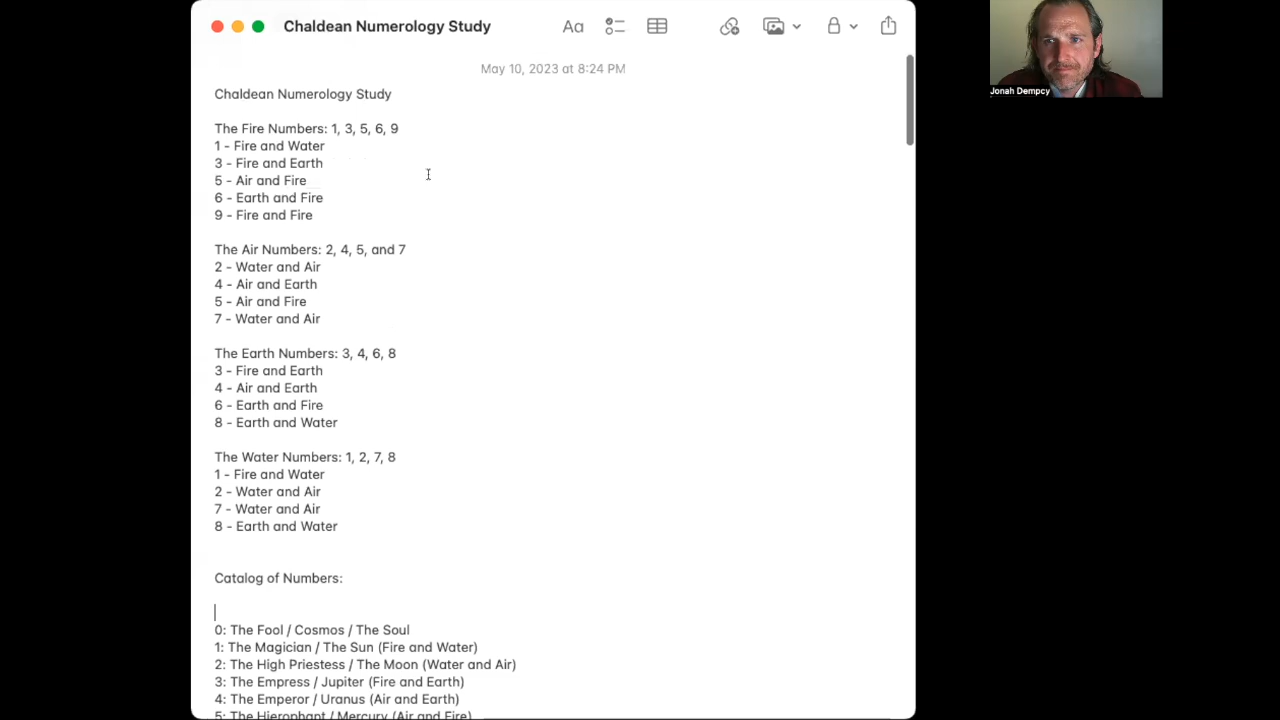 Chaldean Numerology Study
Aa
May 10, 2023 at 8:24 PM
Chaldean Numerology Study
The Fire Numbers: 1, 3, 5, 6, 9
1 - Fire and Water
3 - Fire and Earth
5 - Air and Fire
6 - Earth and Fire
9 - Fire and Fire
The Air Numbers: 2, 4, 5, and 7
2 - Water and Air
4 - Air and Earth
5 - Air and Fire
7 - Water and Air
The Earth Numbers: 3, 4, 6, 8
3 - Fire and Earth
4 - Air and Earth
6 - Earth and Fire
8 - Earth and Water
The Water Numbers: 1, 2, 7, 8
1 - Fire and Water
2 - Water and Air
7 - Water and Air
8 - Earth and Water
Catalog of Numbers:
0: The Fool / Cosmos / The Soul
1: The Magician / The Sun (Fire and Water)
2: The High Priestess / The Moon (Water and Air)
3: The Empress / Jupiter (Fire and Earth)
4: The Emperor / Uranus (Air and Earth)
5: The Hierophant / Mercury (Air and Fire)
Jonah Dempcy